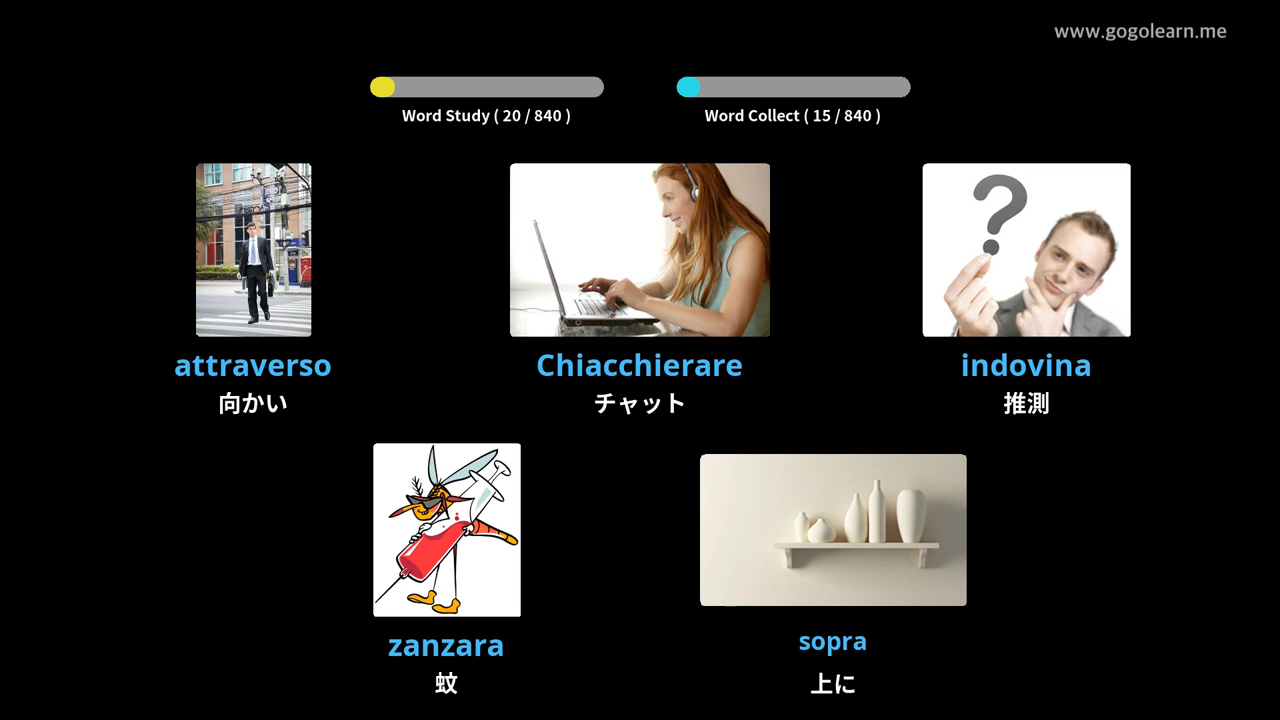 www.gogolearn.me
Word Study ( 20 / 840 )
Word Collect ( 15 / 840 )
attraverso
向かい
Chiacchierare
チャット
indovina
推測
zanzara
蚊
sopra
上に